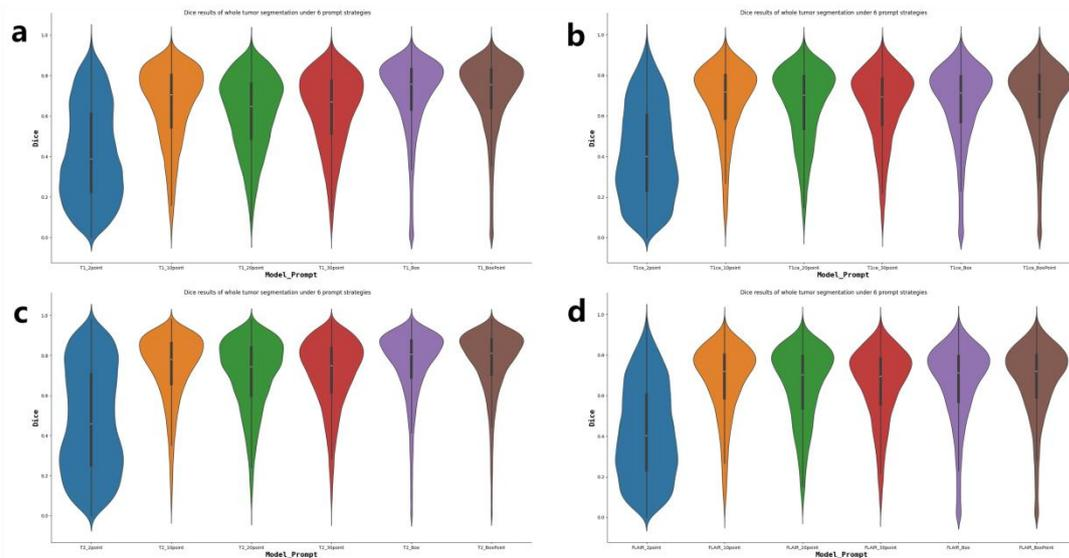 a
Dice results of whole tumor segmentation under 6 prompt strategies
1.0
0.8
0.6
0.4
0.2
0.0
Dice
T1_2point
T1_10point
T1_20point
T1_30point
T1_Box
T1_BoxPoint
Model_Prompt
b
Dice results of whole tumor segmentation under 6 prompt strategies
1.0
0.8
0.6
0.4
0.2
0.0
Dice
T1ce_2point
T1ce_10point
T1ce_20point
T1ce_30point
T1ce_Box
T1ce_BoxPoint
Model_Prompt
c
Dice results of whole tumor segmentation under 6 prompt strategies
1.0
0.8
0.6
0.4
0.2
0.0
Dice
T2_2point
T2_10point
T2_20point
T2_30point
T2_Box
T2_BoxPoint
Model_Prompt
d
Dice results of whole tumor segmentation under 6 prompt strategies
1.0
0.8
0.6
0.4
0.2
0.0
Dice
FLAIR_2point
FLAIR_10point
FLAIR_20point
FLAIR_30point
FLAIR_Box
FLAIR_BoxPoint
Model_Prompt